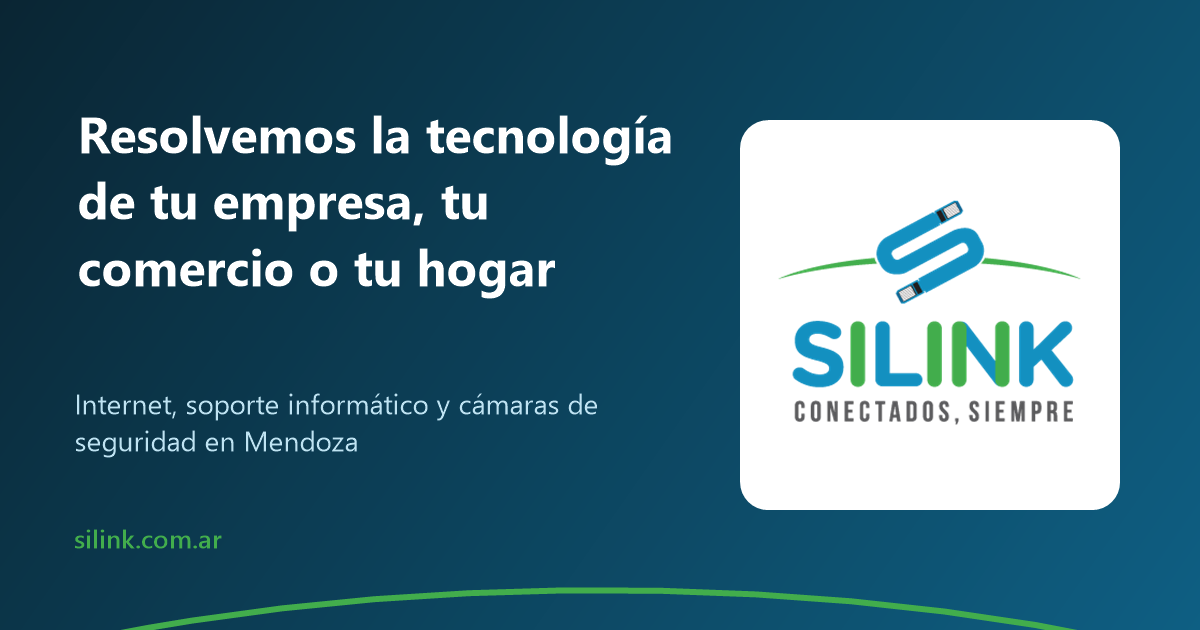 Resolvemos la tecnología
de tu empresa, tu
comercio o tu hogar
Internet, soporte informático y cámaras de
seguridad en Mendoza
silink.com.ar
SILINK
CONECTADOS, SIEMPRE